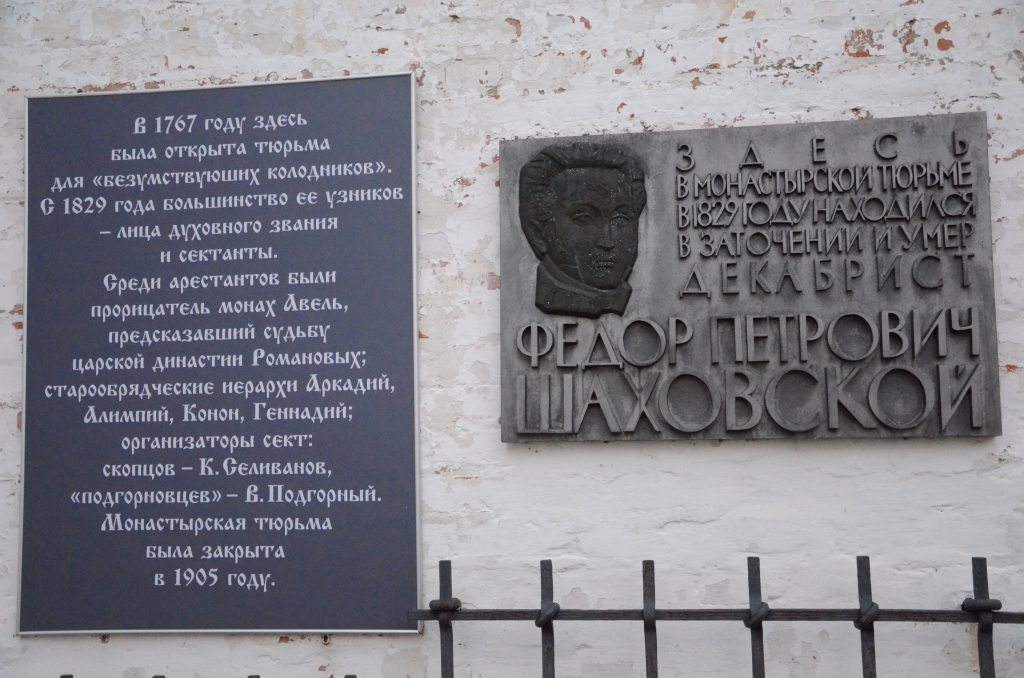 В 1767 году здесь
была открыта тюрьма
для «безумствующих колодников».
С 1829 года большинство ее узников
– лица духовного звания
и сектанты.
Среди арестантов были
прорицатель монах Авель,
предсказавший судьбу
царской династии Романовых;
старообрядческие иерархи Аркадий,
Алимпий, Конон, Геннадий;
организаторы сект:
скопцов – К. Селиванов,
«подгорновцев» – В. Подгорный.
Монастырская тюрьма
была закрыта
в 1905 году.
ЗДЕСЬ
В МОНАСТЫРСКОЙ ТЮРЬМЕ
В 1829 ГОДУ НАХОДИЛСЯ
В ЗАТОЧЕНИИ И УМЕР
ДЕКАБРИСТ
ФЕДОР ПЕТРОВИЧ
ШАХОВСКОЙ